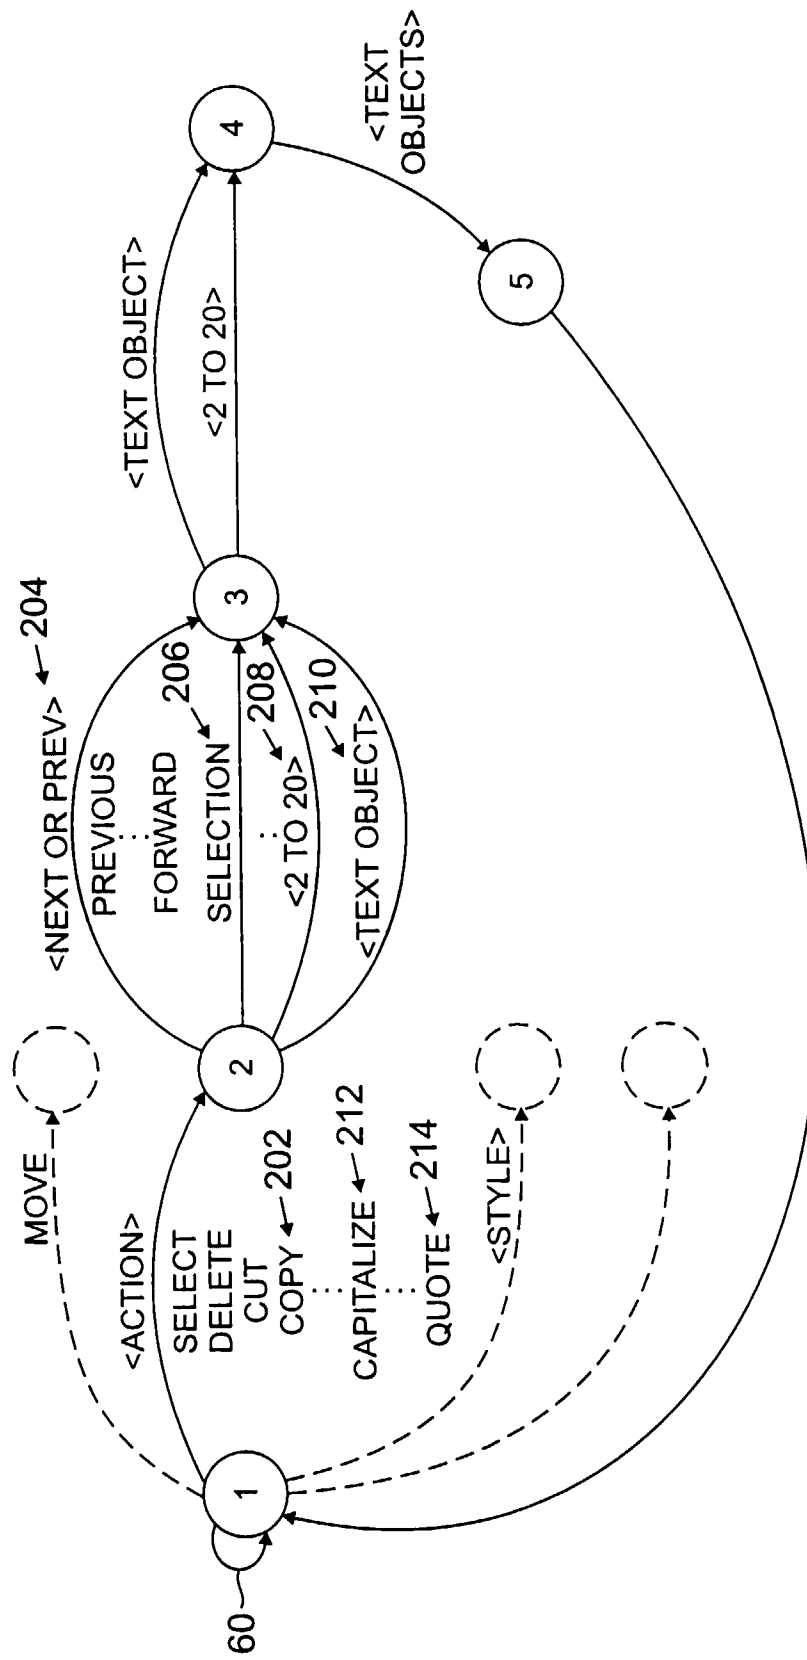 60
1
MOVE
<ACTION>
SELECT
DELETE
CUT
COPY
202
CAPITALIZE
212
QUOTE
214
<STYLE>
2
<NEXT OR PREV>
204
PREVIOUS
FORWARD
SELECTION
206
<2 TO 20>
208
<TEXT OBJECT>
210
3
<TEXT OBJECT>
<2 TO 20>
4
<TEXT
OBJECTS>
5